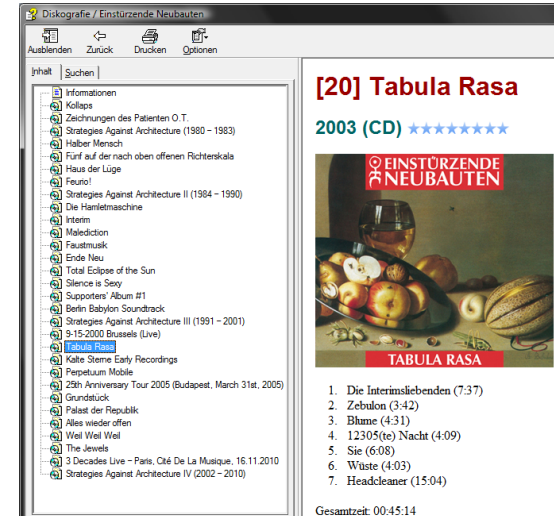 Diskografie / Einstürzende Neubauten
Ausblenden Zurück Drucken Optionen
Inhalt Suchen
Informationen
Kollaps
Zeichnungen des Patienten O.T.
Strategies Against Architecture (1980 – 1983)
Halber Mensch
Fünf auf der nach oben offenen Richterskala
Haus der Lüge
Feurio!
Strategies Against Architecture II (1984 – 1990)
Die Hamletmaschine
Interim
Malediction
Faustmusik
Ende Neu
Total Eclipse of the Sun
Silence is Sexy
Supporters' Album #1
Berlin Babylon Soundtrack
Strategies Against Architecture III (1991 – 2001)
9-15-2000 Brussels (Live)
Tabula Rasa
Kalte Sterne Early Recordings
Perpetuum Mobile
25th Anniversary Tour 2005 (Budapest, March 31st, 2005)
Grundstück
Palast der Republik
Alles wieder offen
Weil Weil Weil
The Jewels
3 Decades Live – Paris, Cité De La Musique, 16.11.2010
Strategies Against Architecture IV (2002 – 2010)
[20] Tabula Rasa
2003 (CD) ★★★★★★★★
EINSTÜRZENDE
NEUBAUTEN
TABULA RASA
1. Die Interimsliebenden (7:37)
2. Zebulon (3:42)
3. Blume (4:31)
4. 12305(te) Nacht (4:09)
5. Sie (6:08)
6. Wüste (4:03)
7. Headcleaner (15:04)
Gesamtzeit: 00:45:14